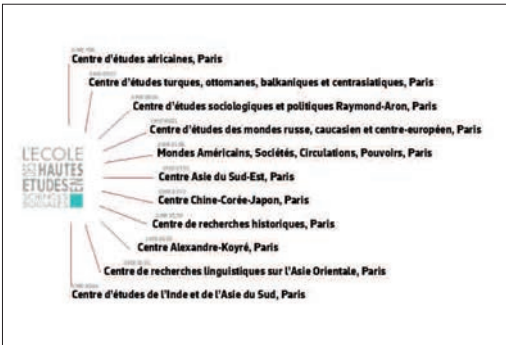 Centre d'études africaines, Paris
Centre d'études turques, ottomanes, balkaniques et centrasiatiques, Paris
Centre d'études sociologiques et politiques Raymond-Aron, Paris
Centre d'études des mondes russe, caucasien et centre-européen, Paris
Mondes Américains, Sociétés, Circulations, Pouvoirs, Paris
Centre Asie du Sud-Est, Paris
Centre Chine-Corée-Japon, Paris
Centre de recherches historiques, Paris
Centre Alexandre-Koyré, Paris
Centre de recherches linguistiques sur l'Asie Orientale, Paris
Centre d'études de l'Inde et de l'Asie du Sud, Paris
L'ECOLE
DES HAUTES
ETUDES EN
SCIENCES
SOCIALES